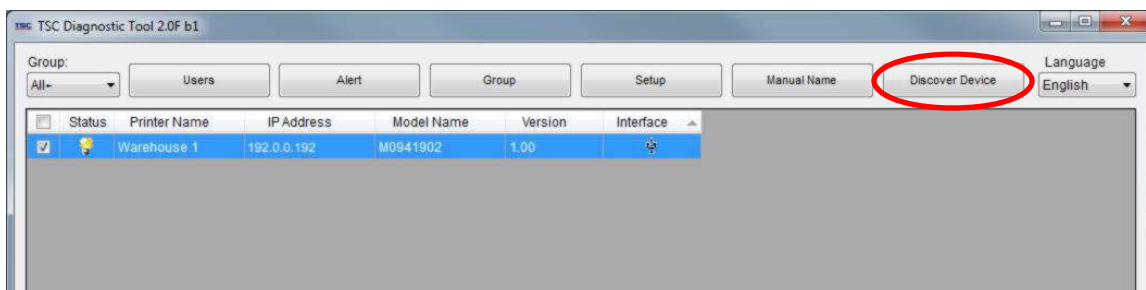 TSC TSC Diagnostic Tool 2.0F b1
Group: Language
All- Users Alert Group Setup Manual Name Discover Device English
Status Printer Name IP Address Model Name Version Interface
Warehouse 1 192.0.0.192 M0941902 1.00